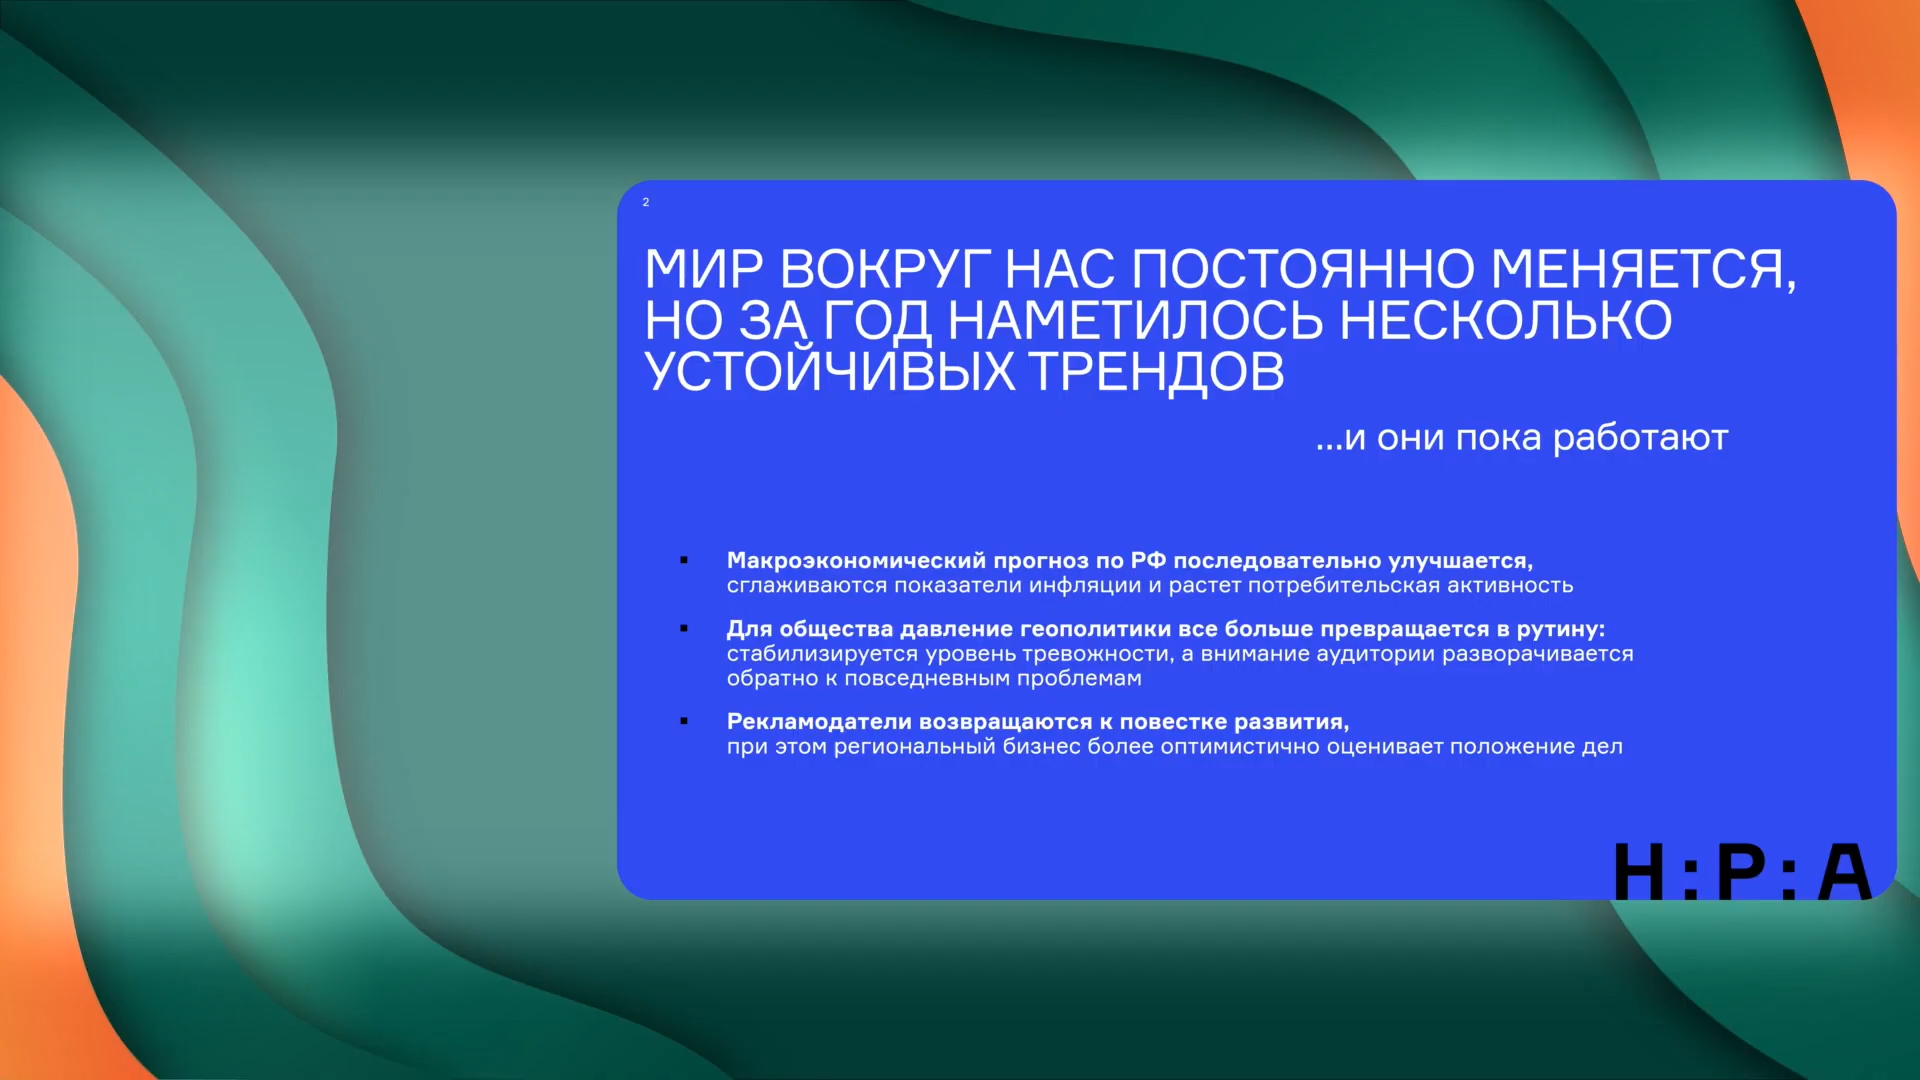 2
МИР ВОКРУГ НАС ПОСТОЯННО МЕНЯЕТСЯ,
НО ЗА ГОД НАМЕТИЛОСЬ НЕСКОЛЬКО
УСТОЙЧИВЫХ ТРЕНДОВ
...и они пока работают
▪ Макроэкономический прогноз по РФ последовательно улучшается,
сглаживаются показатели инфляции и растет потребительская активность
▪ Для общества давление геополитики все больше превращается в рутину:
стабилизируется уровень тревожности, а внимание аудитории разворачивается
обратно к повседневным проблемам
▪ Рекламодатели возвращаются к повестке развития,
при этом региональный бизнес более оптимистично оценивает положение дел
H:P:A